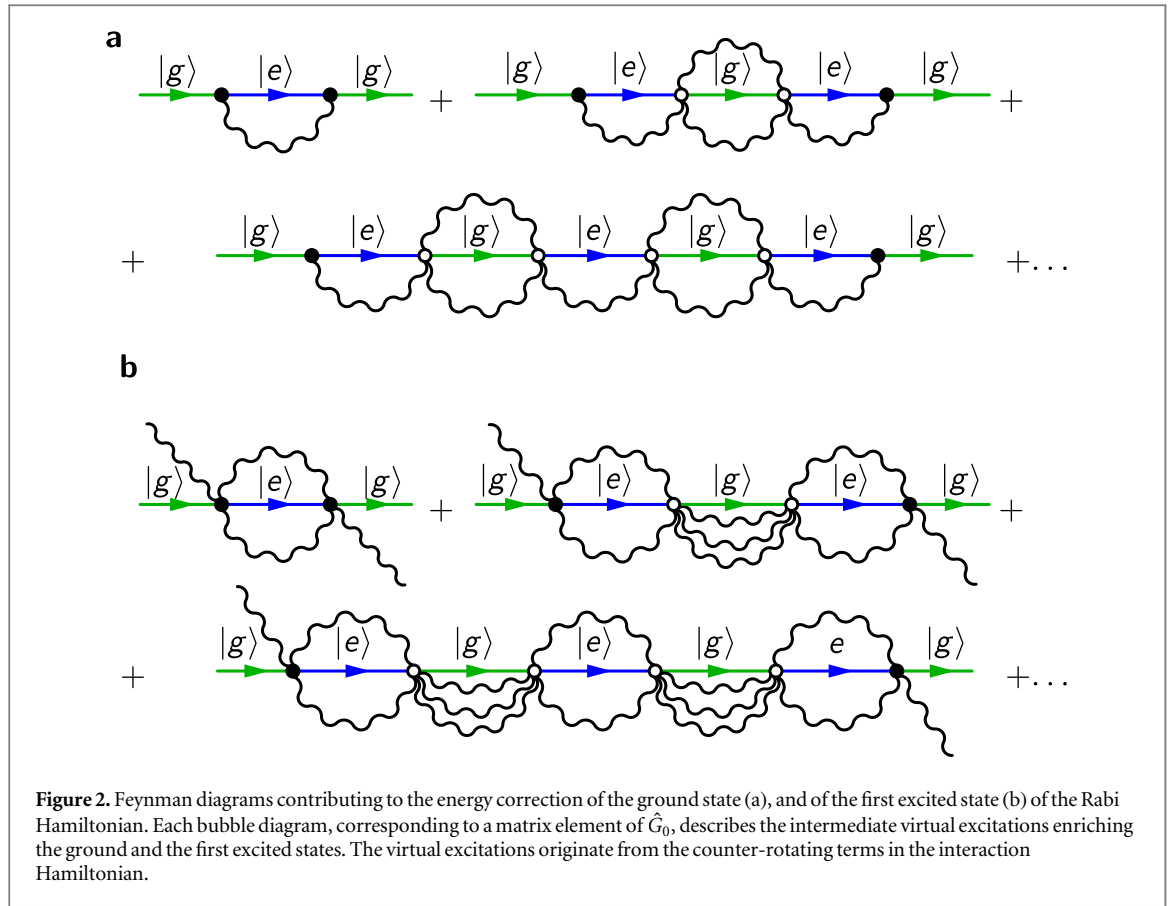 a
|g⟩ |e⟩ |g⟩ + |g⟩ |e⟩ |g⟩ |e⟩ |g⟩ +
+ |g⟩ |e⟩ |g⟩ |e⟩ |g⟩ |e⟩ |g⟩ +...
b
|g⟩ |e⟩ |g⟩ + |g⟩ |e⟩ |g⟩ |e⟩ |g⟩ +
+ |g⟩ |e⟩ |g⟩ |e⟩ |g⟩ e |g⟩ +...
Figure 2. Feynman diagrams contributing to the energy correction of the ground state (a), and of the first excited state (b) of the Rabi
Hamiltonian. Each bubble diagram, corresponding to a matrix element of Ĝ₀, describes the intermediate virtual excitations enriching
the ground and the first excited states. The virtual excitations originate from the counter-rotating terms in the interaction
Hamiltonian.